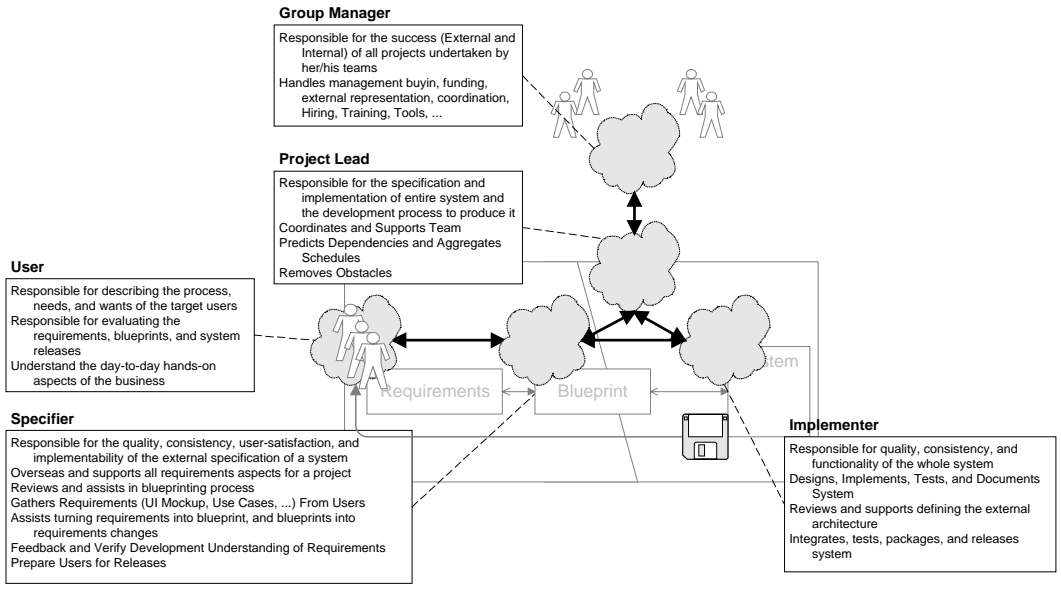 Group Manager
Responsible for the success (External and
Internal) of all projects undertaken by
her/his teams
Handles management buyin, funding,
external representation, coordination,
Hiring, Training, Tools, ...
Project Lead
Responsible for the specification and
implementation of entire system and
the development process to produce it
Coordinates and Supports Team
Predicts Dependencies and Aggregates
Schedules
Removes Obstacles
User
Responsible for describing the process,
needs, and wants of the target users
Responsible for evaluating the
requirements, blueprints, and system
releases
Understand the day-to-day hands-on
aspects of the business
Requirements
Blueprint
stem
Specifier
Responsible for the quality, consistency, user-satisfaction, and
implementability of the external specification of a system
Overseas and supports all requirements aspects for a project
Reviews and assists in blueprinting process
Gathers Requirements (UI Mockup, Use Cases, ...) From Users
Assists turning requirements into blueprint, and blueprints into
requirements changes
Feedback and Verify Development Understanding of Requirements
Prepare Users for Releases
Implementer
Responsible for quality, consistency, and
functionality of the whole system
Designs, Implements, Tests, and Documents
System
Reviews and supports defining the external
architecture
Integrates, tests, packages, and releases
system